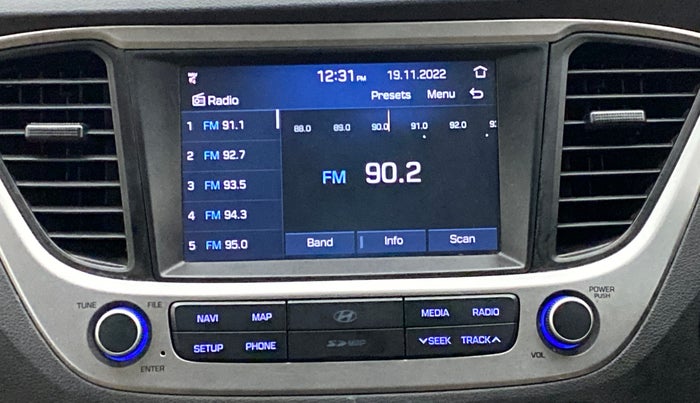 12:31 PM 19.11.2022
Radio Presets Menu
1 FM 91.1
2 FM 92.7
3 FM 93.5
4 FM 94.3
5 FM 95.0
88.0 89.0 90.0 91.0 92.0 9
FM 90.2
Band Info Scan
TUNE FILE
ENTER
NAVI MAP
SETUP PHONE
SD MAP
MEDIA RADIO
SEEK TRACK
POWER
PUSH
VOL